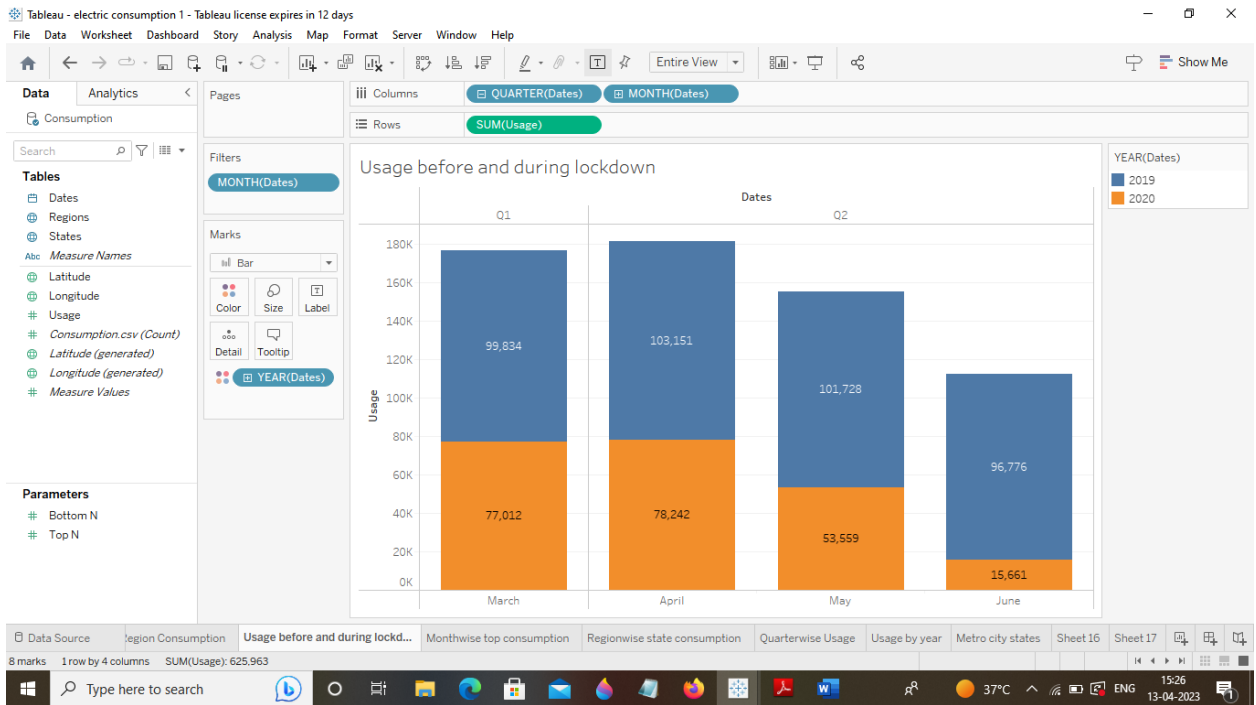 Tableau - electric consumption 1 - Tableau license expires in 12 days
File Data Worksheet Dashboard Story Analysis Map Format Server Window Help
Entire View
Show Me
Data Analytics
Consumption
Search
Tables
Dates
Regions
States
Abc Measure Names
Latitude
Longitude
# Usage
# Consumption.csv (Count)
Latitude (generated)
Longitude (generated)
# Measure Values
Parameters
# Bottom N
# Top N
Pages
Filters
MONTH(Dates)
Marks
Bar
Color Size Label
Detail Tooltip
YEAR(Dates)
Columns QUARTER(Dates) MONTH(Dates)
Rows SUM(Usage)
Usage before and during lockdown
Dates
Q1 Q2
Usage
180K
160K
140K
120K
100K
80K
60K
40K
20K
0K
99,834 103,151 101,728 96,776
77,012 78,242 53,559 15,661
March April May June
YEAR(Dates)
2019
2020
Data Source egion Consumption Usage before and during lockd... Monthwise top consumption Regionwise state consumption Quarterwise Usage Usage by year Metro city states Sheet 16 Sheet 17
8 marks 1 row by 4 columns SUM(Usage): 625,963
Type here to search
37°C ENG 15:26
13-04-2023
1